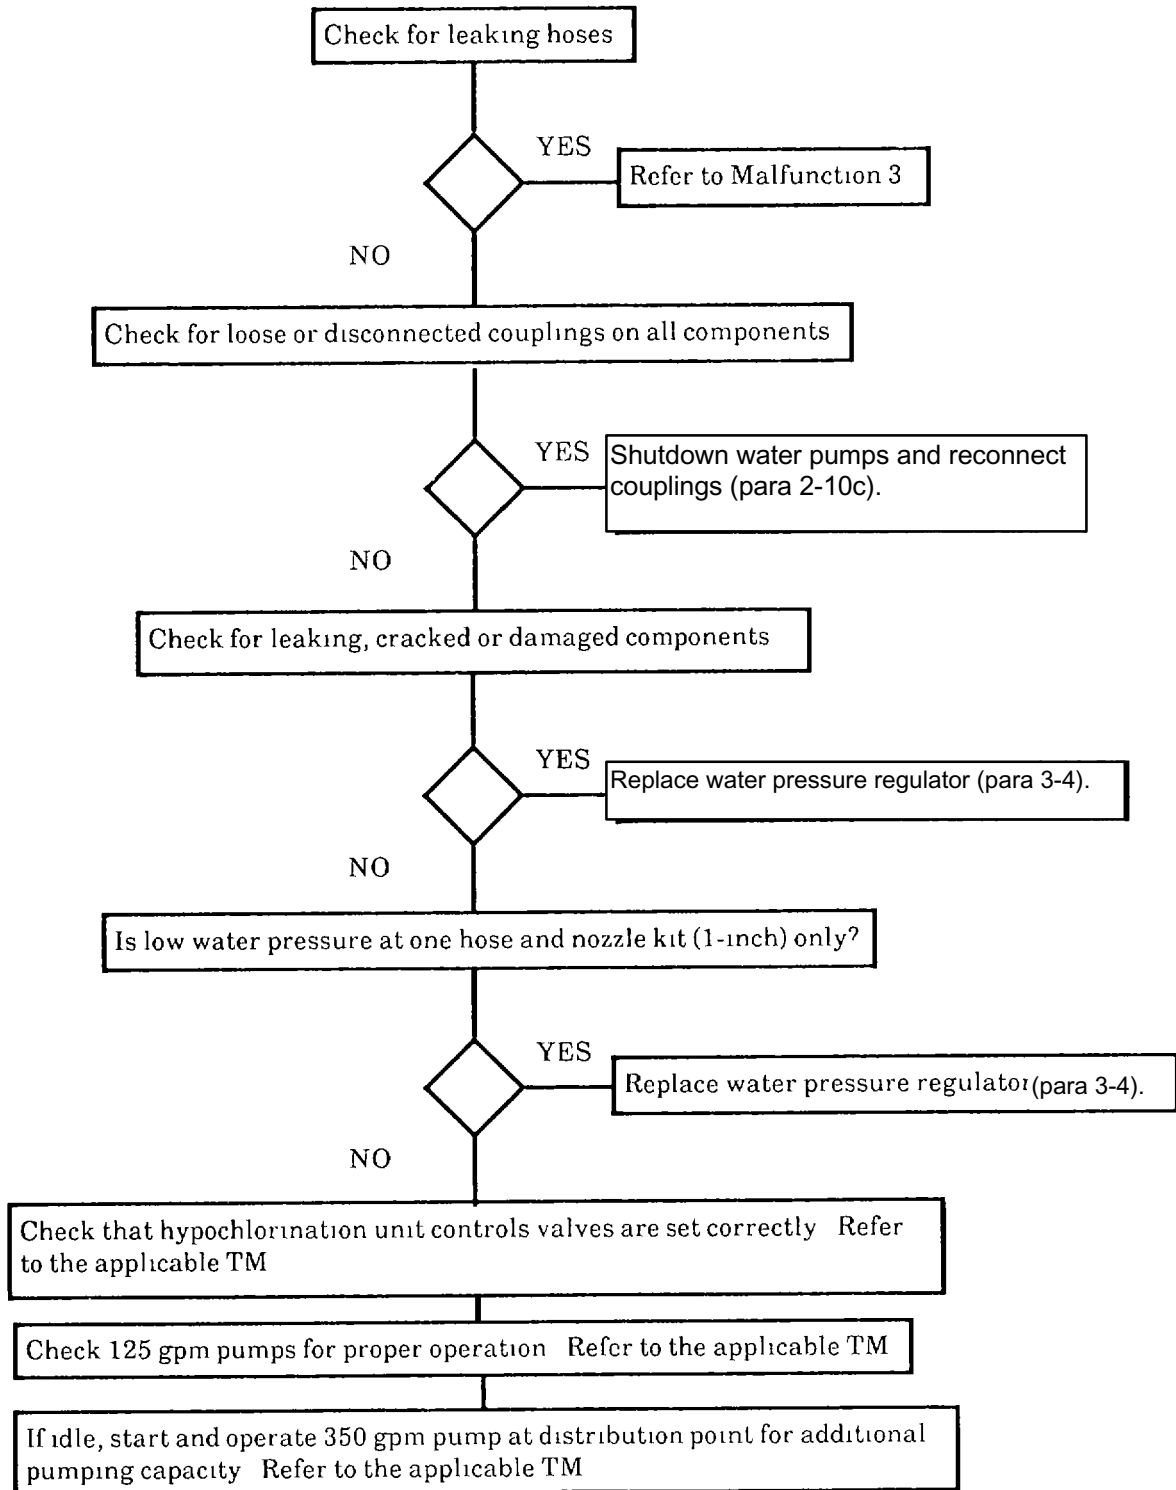 Check for leaking hoses
YES
Refer to Malfunction 3
NO
Check for loose or disconnected couplings on all components
YES
Shutdown water pumps and reconnect
couplings (para 2-10c).
NO
Check for leaking, cracked or damaged components
YES
Replace water pressure regulator (para 3-4).
NO
Is low water pressure at one hose and nozzle kit (1-inch) only?
YES
Replace water pressure regulator (para 3-4).
NO
Check that hypochlorination unit controls valves are set correctly Refer
to the applicable TM
Check 125 gpm pumps for proper operation Refer to the applicable TM
If idle, start and operate 350 gpm pump at distribution point for additional
pumping capacity Refer to the applicable TM